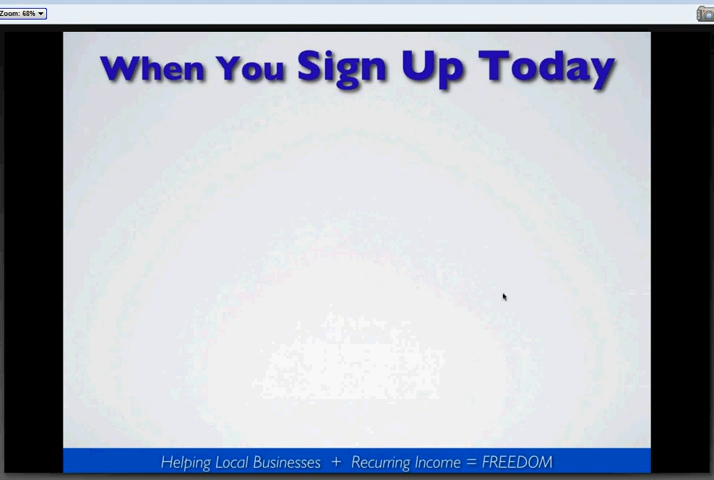 Zoom: 68%
When You Sign Up Today
Helping Local Businesses + Recurring Income = FREEDOM